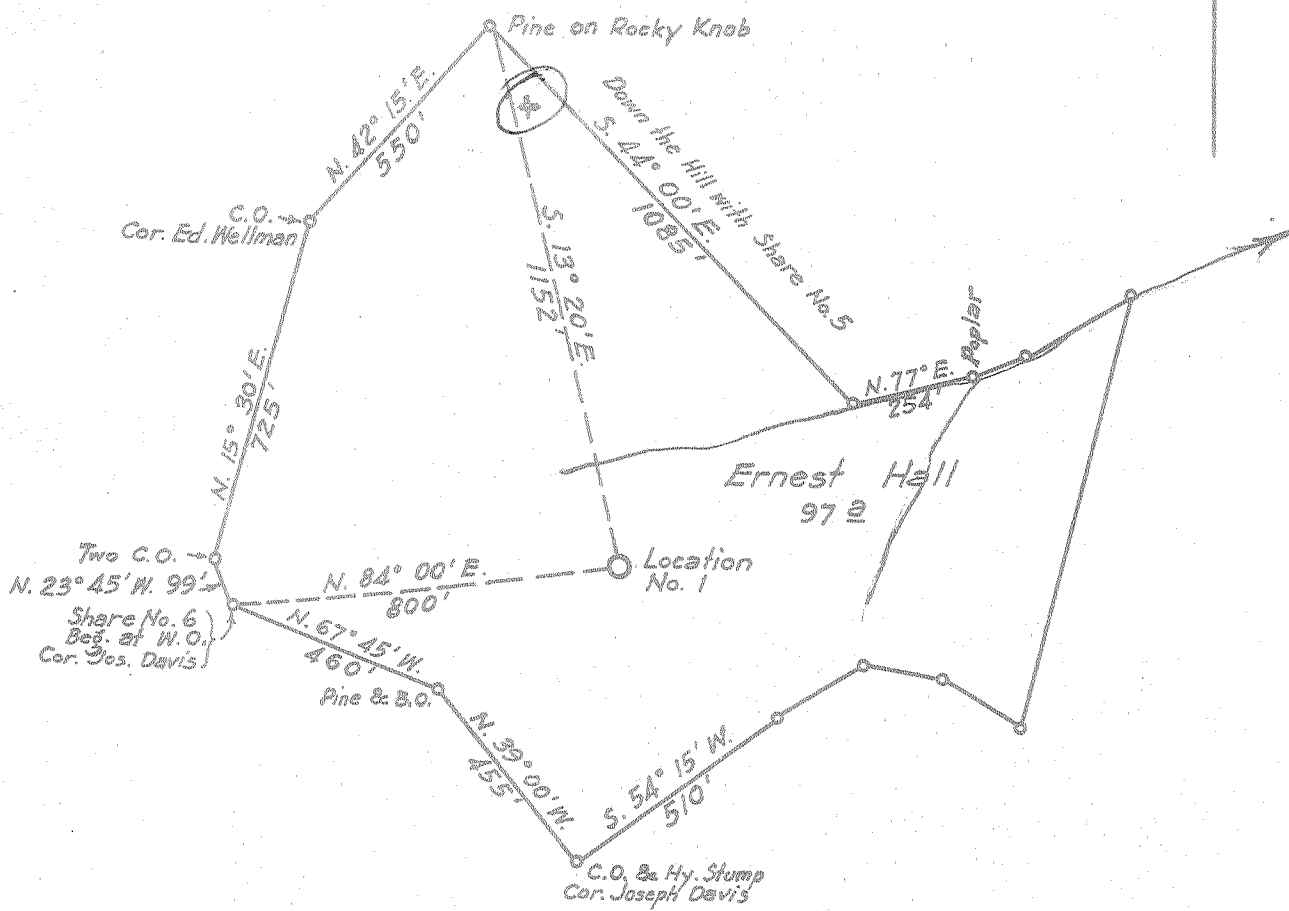 Pine on Rocky Knob
N. 42° 15' E.
550'
Down the Hill with Share No. 5
S. 44° 00' E.
1085'
C.O.
Cor. Ed. Wellman
S. 13° 20' E.
1152'
N. 15° 30' E.
725'
Poplar
N. 77° E.
254'
Ernest Hall
97 a
Two C.O.
N. 23° 45' W. 99'
Location
No. 1
N. 84° 00' E.
800'
Share No. 6
Beg. at W.O.
Cor. Jos. Davis
N. 67° 45' W.
460'
Pine & B.O.
N. 39° 00' W.
455'
S. 54° 15' W.
510'
C.O. & Hy. Stump
Cor. Joseph Davis